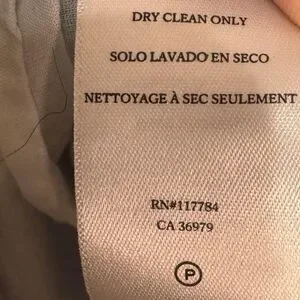 DRY CLEAN ONLY
SOLO LAVADO EN SECO
NETTOYAGE À SEC SEULEMENT
RN#117784
CA 36979
P